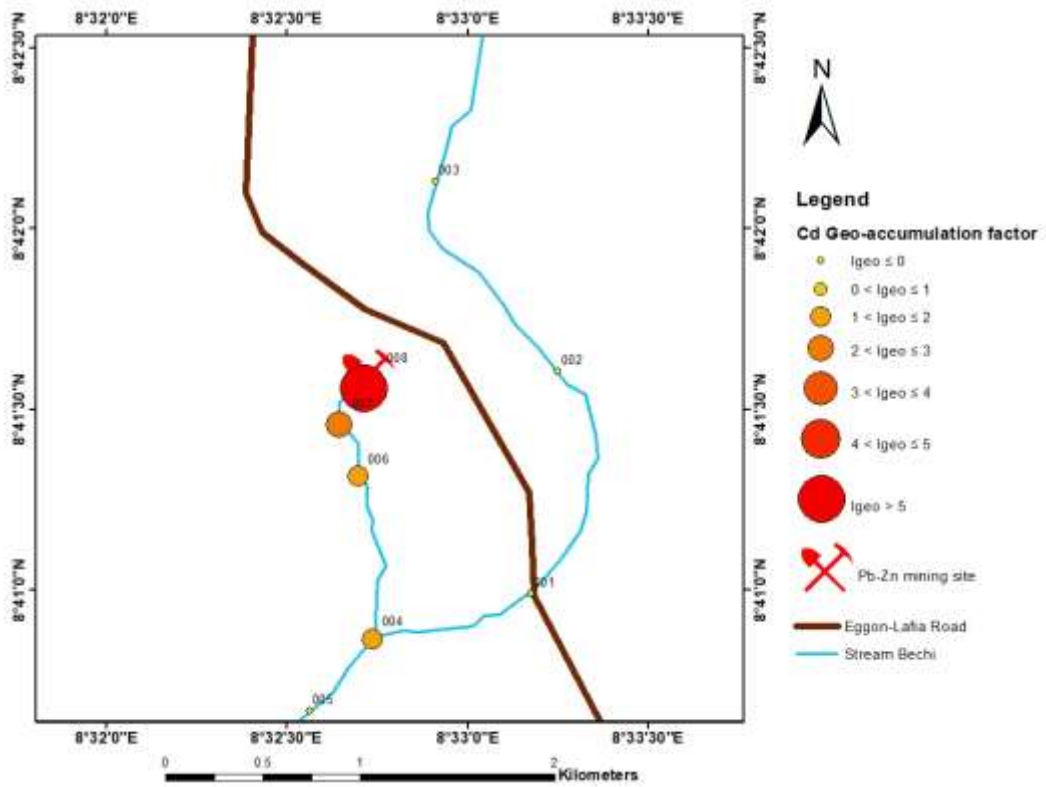 8°32'0"E 8°32'30"E 8°33'0"E 8°33'30"E
8°42'30"N 8°42'30"N
N
003
Legend
8°42'0"N 8°42'0"N
Cd Geo-accumulation factor
Igeo ≤ 0
0 < Igeo ≤ 1
1 < Igeo ≤ 2
2 < Igeo ≤ 3
008
002
3 < Igeo ≤ 4
8°41'30"N 8°41'30"N
4 < Igeo ≤ 5
006
Igeo > 5
Pb-Zn mining site
8°41'0"N 8°41'0"N
001
004
Eggon-Lafia Road
Stream Bechi
005
8°32'0"E 8°32'30"E 8°33'0"E 8°33'30"E
0 0.5 1 2
Kilometers